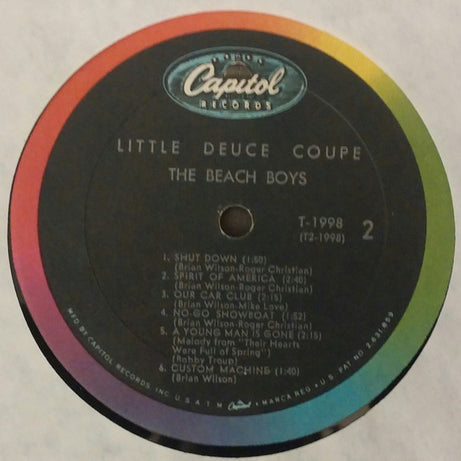 Capitol
RECORDS
LITTLE DEUCE COUPE
THE BEACH BOYS
T-1998
(T2-1998)
2
1. SHUT DOWN (1:50)
(Brian Wilson-Roger Christian)
2. SPIRIT OF AMERICA (2:40)
(Brian Wilson-Roger Christian)
3. OUR CAR CLUB (2:15)
(Brian Wilson-Mike Love)
4. NO-GO SHOWBOAT (1:52)
(Brian Wilson-Roger Christian)
5. A YOUNG MAN IS GONE (2:15)
(Melody from "Their Hearts
Were Full of Spring")
(Bobby Troup)
6. CUSTOM MACHINE (1:40)
(Brian Wilson)
MFD BY CAPITOL RECORDS, INC. U.S.A. T.M. Capitol MARCA REG. • U.S. PAT. NO. 2,631,859